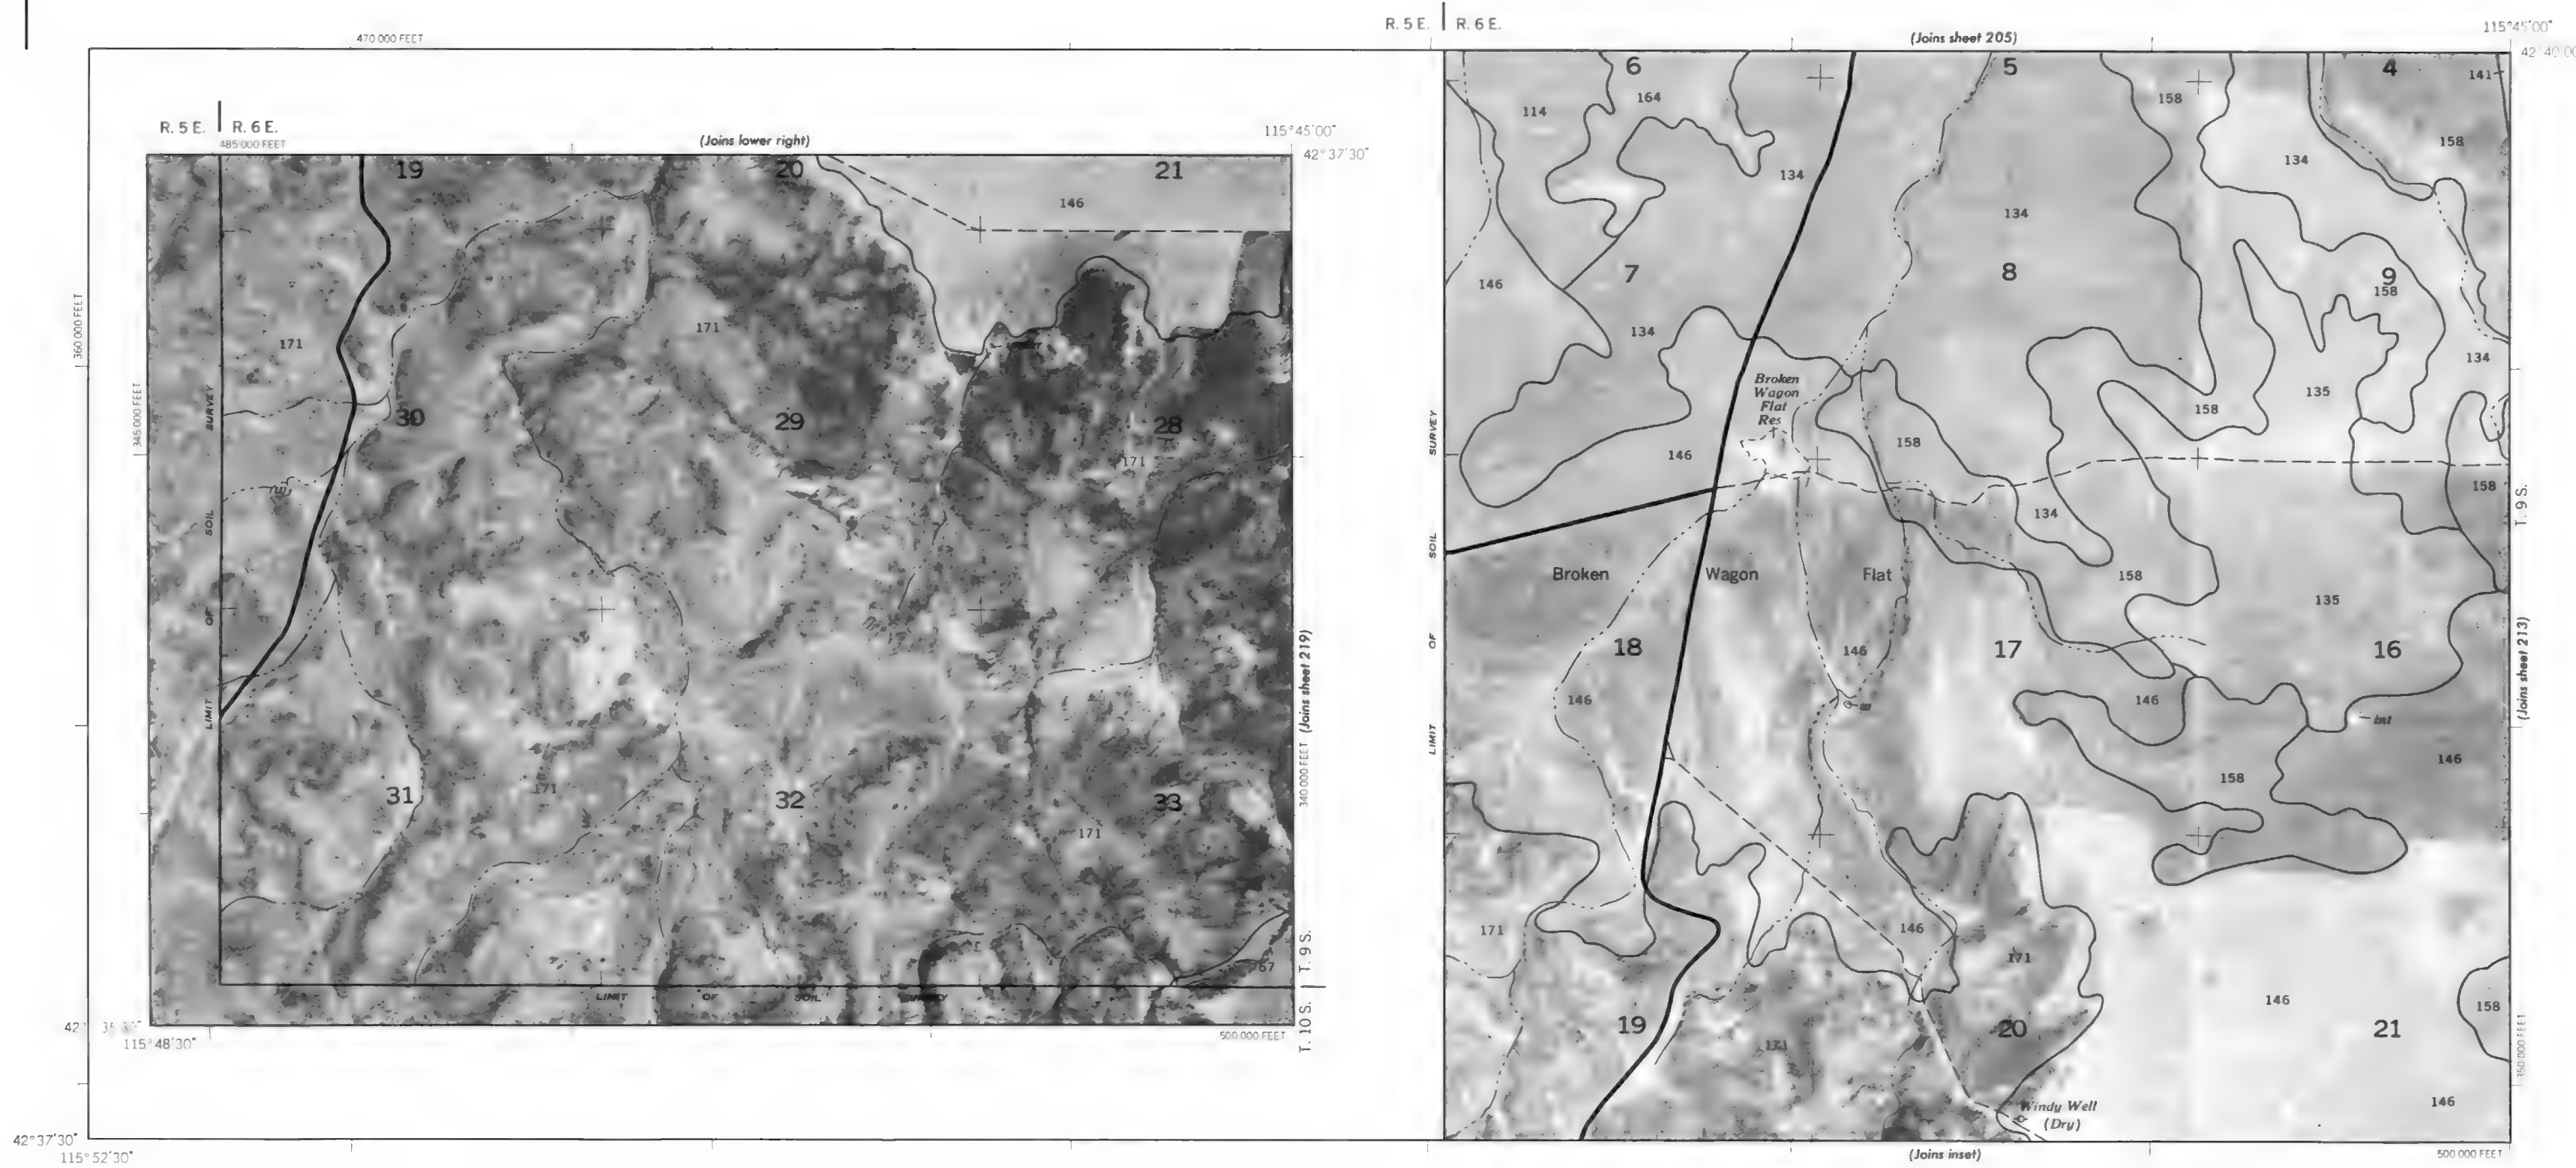 R. 5 E. | R. 6 E.
115°45'00"
470 000 FEET
(Joins sheet 205)
6
5
4
141
158
164
114
158
R. 5 E. | R. 6 E.
115°45'00"
485 000 FEET
(Joins lower right)
42°37'30"
19
20
21
146
134
134
158
134
146
7
8
9
158
360 000 FEET
171
171
134
134
345 000 FEET
SURVEY
30
29
28
171
Broken
Wagon
Flat
Res
158
135
158
146
158
T. 9 S.
SOIL
SURVEY
134
SOIL
Broken Wagon Flat
158
135
OF
OF
18
146
17
16
(Joins sheet 213)
(Joins sheet 219)
LIMIT
LIMIT
146
146
Int
340 000 FEET
31
171
32
33
171
146
158
171
146
171
T. 9 S.
LIMIT OF SOIL SURVEY
T. 10 S.
500 000 FEET
115°48'30"
146
158
19
20
21
171
350 000 FEET
146
Windy Well
(Dry)
42°37'30"
115°52'30"
(Joins inset)
500 000 FEET